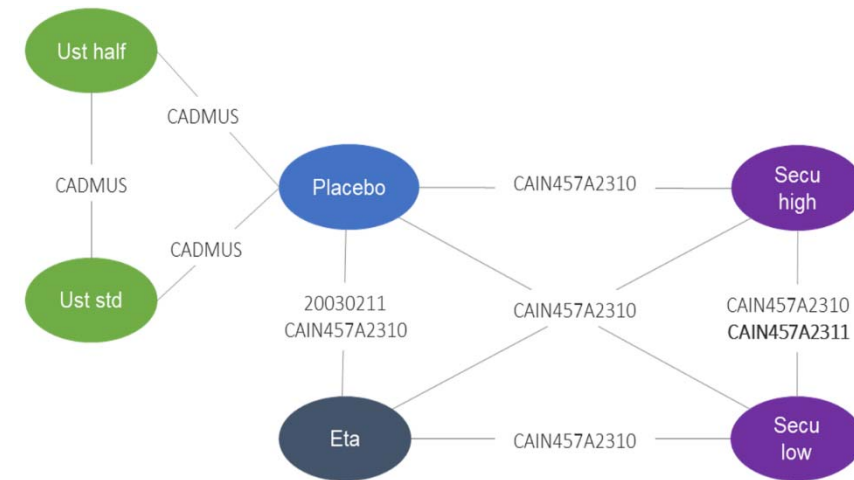 Ust half
CADMUS
CADMUS
Placebo
CAIN457A2310
Secu
high
CADMUS
Ust std
20030211
CAIN457A2310
CAIN457A2310
CAIN457A2310
CAIN457A2311
Eta
CAIN457A2310
Secu
low